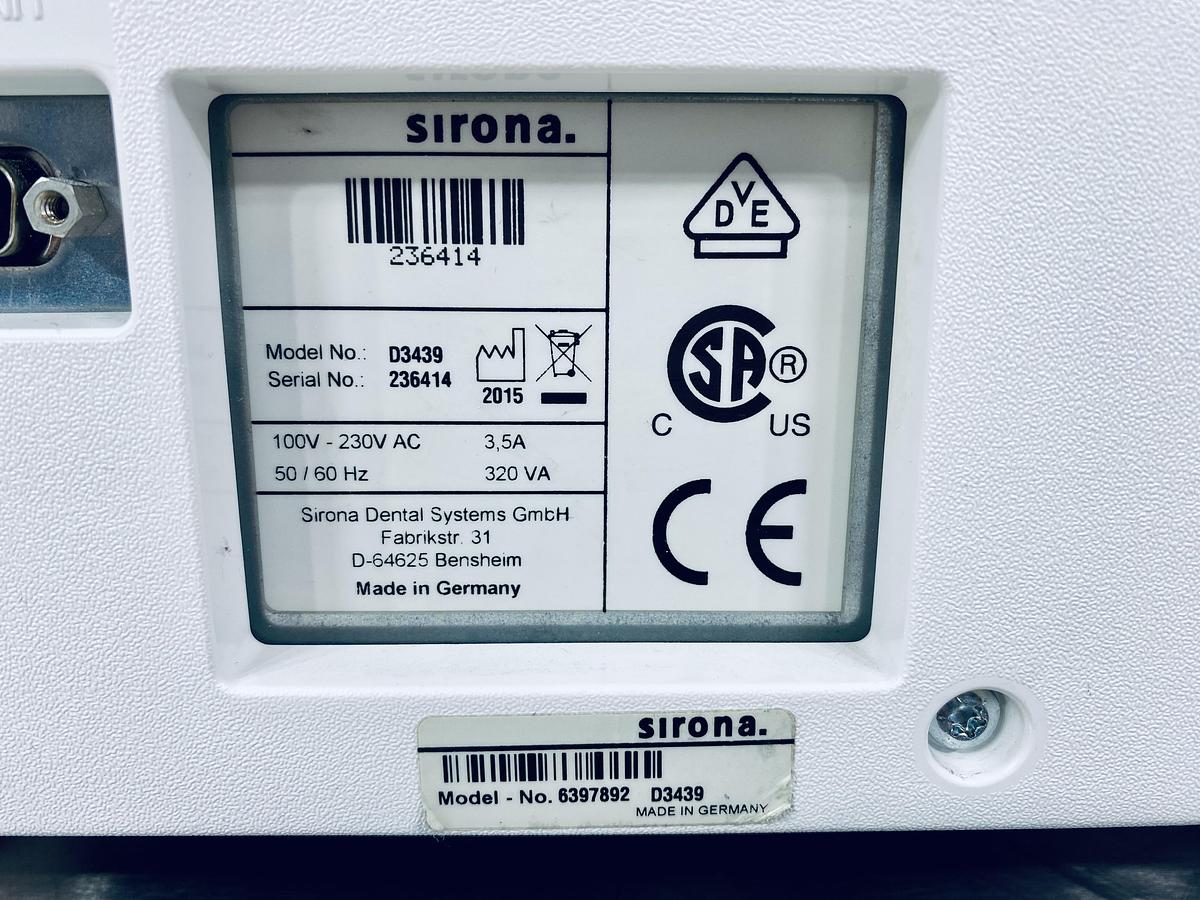 sirona.
236414
Model No.: D3439
Serial No.: 236414
2015
100V - 230V AC 3,5A
50 / 60 Hz 320 VA
Sirona Dental Systems GmbH
Fabrikstr. 31
D-64625 Bensheim
Made in Germany
VDE
CSA ®
C US
CE
sirona.
Model - No. 6397892 D3439
MADE IN GERMANY